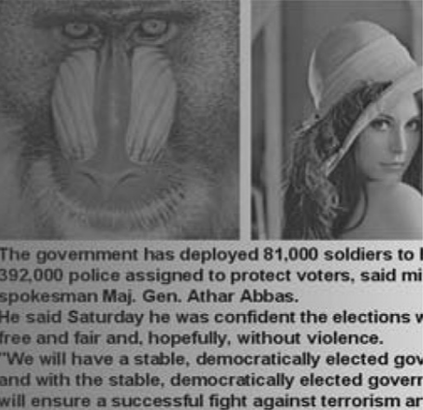 The government has deployed 81,000 soldiers to
392,000 police assigned to protect voters, said
spokesman Maj. Gen. Athar Abbas.
He said Saturday he was confident the elections
free and fair and, hopefully, without violence.
"We will have a stable, democratically elected
and with the stable, democratically elected
will ensure a successful fight against terrorism